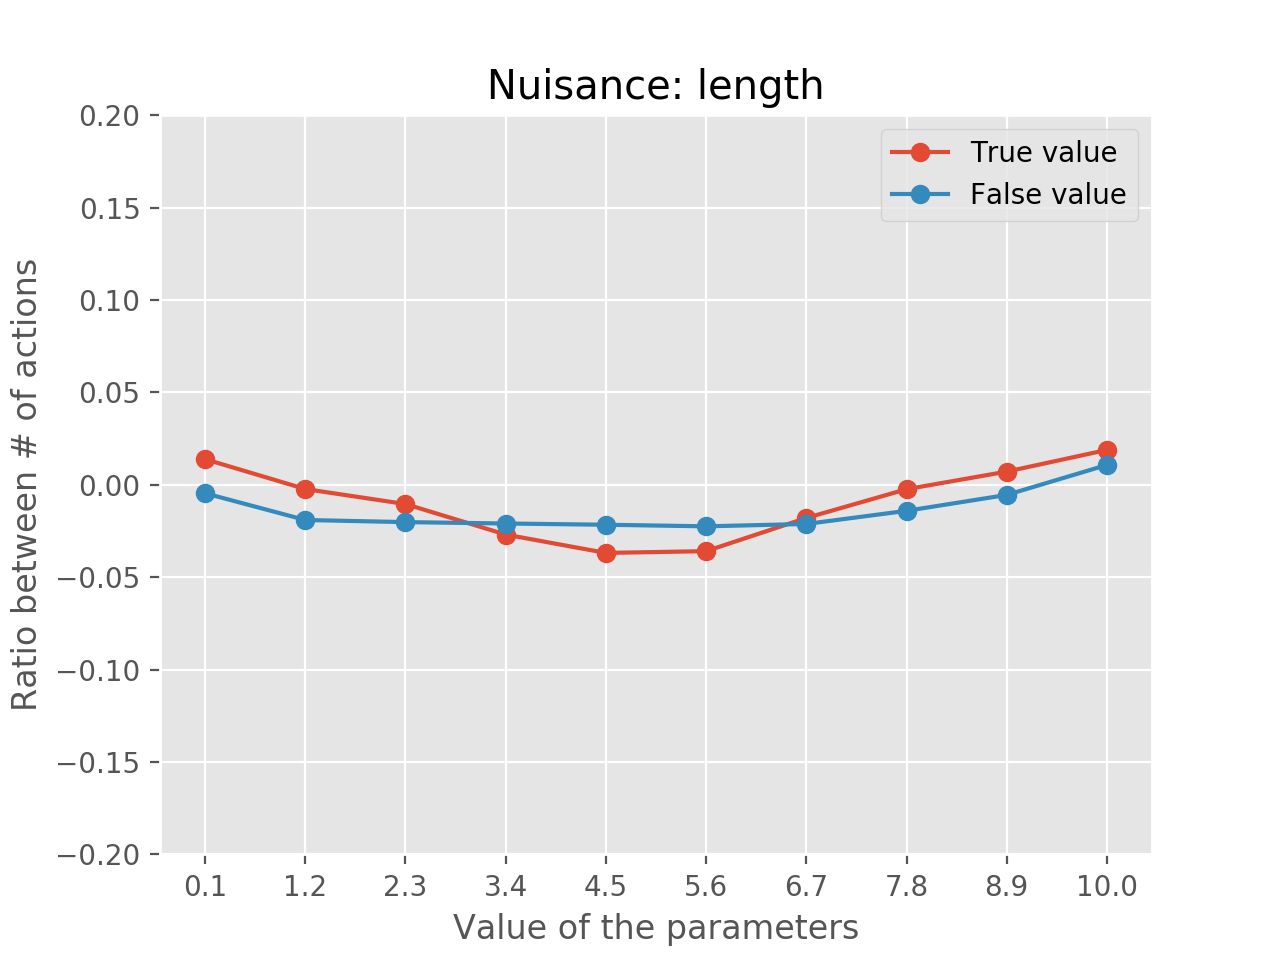 Nuisance: length
True value
False value
0.20
0.15
0.10
0.05
0.00
−0.05
−0.10
−0.15
−0.20
Ratio between # of actions
0.1 1.2 2.3 3.4 4.5 5.6 6.7 7.8 8.9 10.0
Value of the parameters